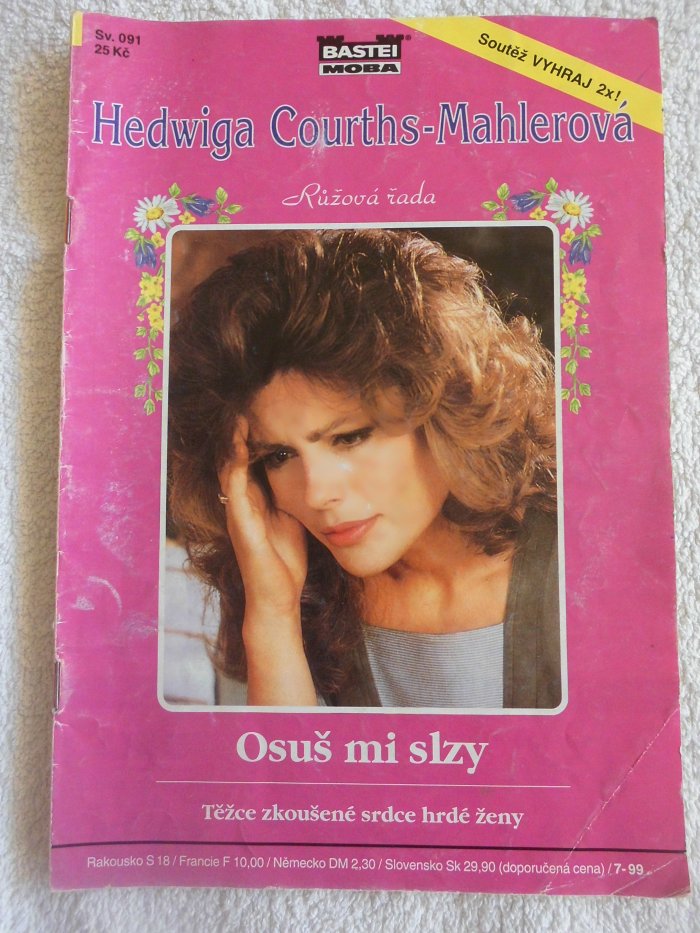 Sv. 091
25 Kč
BASTEI
MOBA
Soutěž VYHRAJ 2x!
Hedwiga Courths-Mahlerová
Růžová řada
Osuš mi slzy
Těžce zkoušené srdce hrdé ženy
Rakousko S 18 / Francie F 10,00 / Německo DM 2,30 / Slovensko Sk 29,90 (doporučená cena) / 7-99